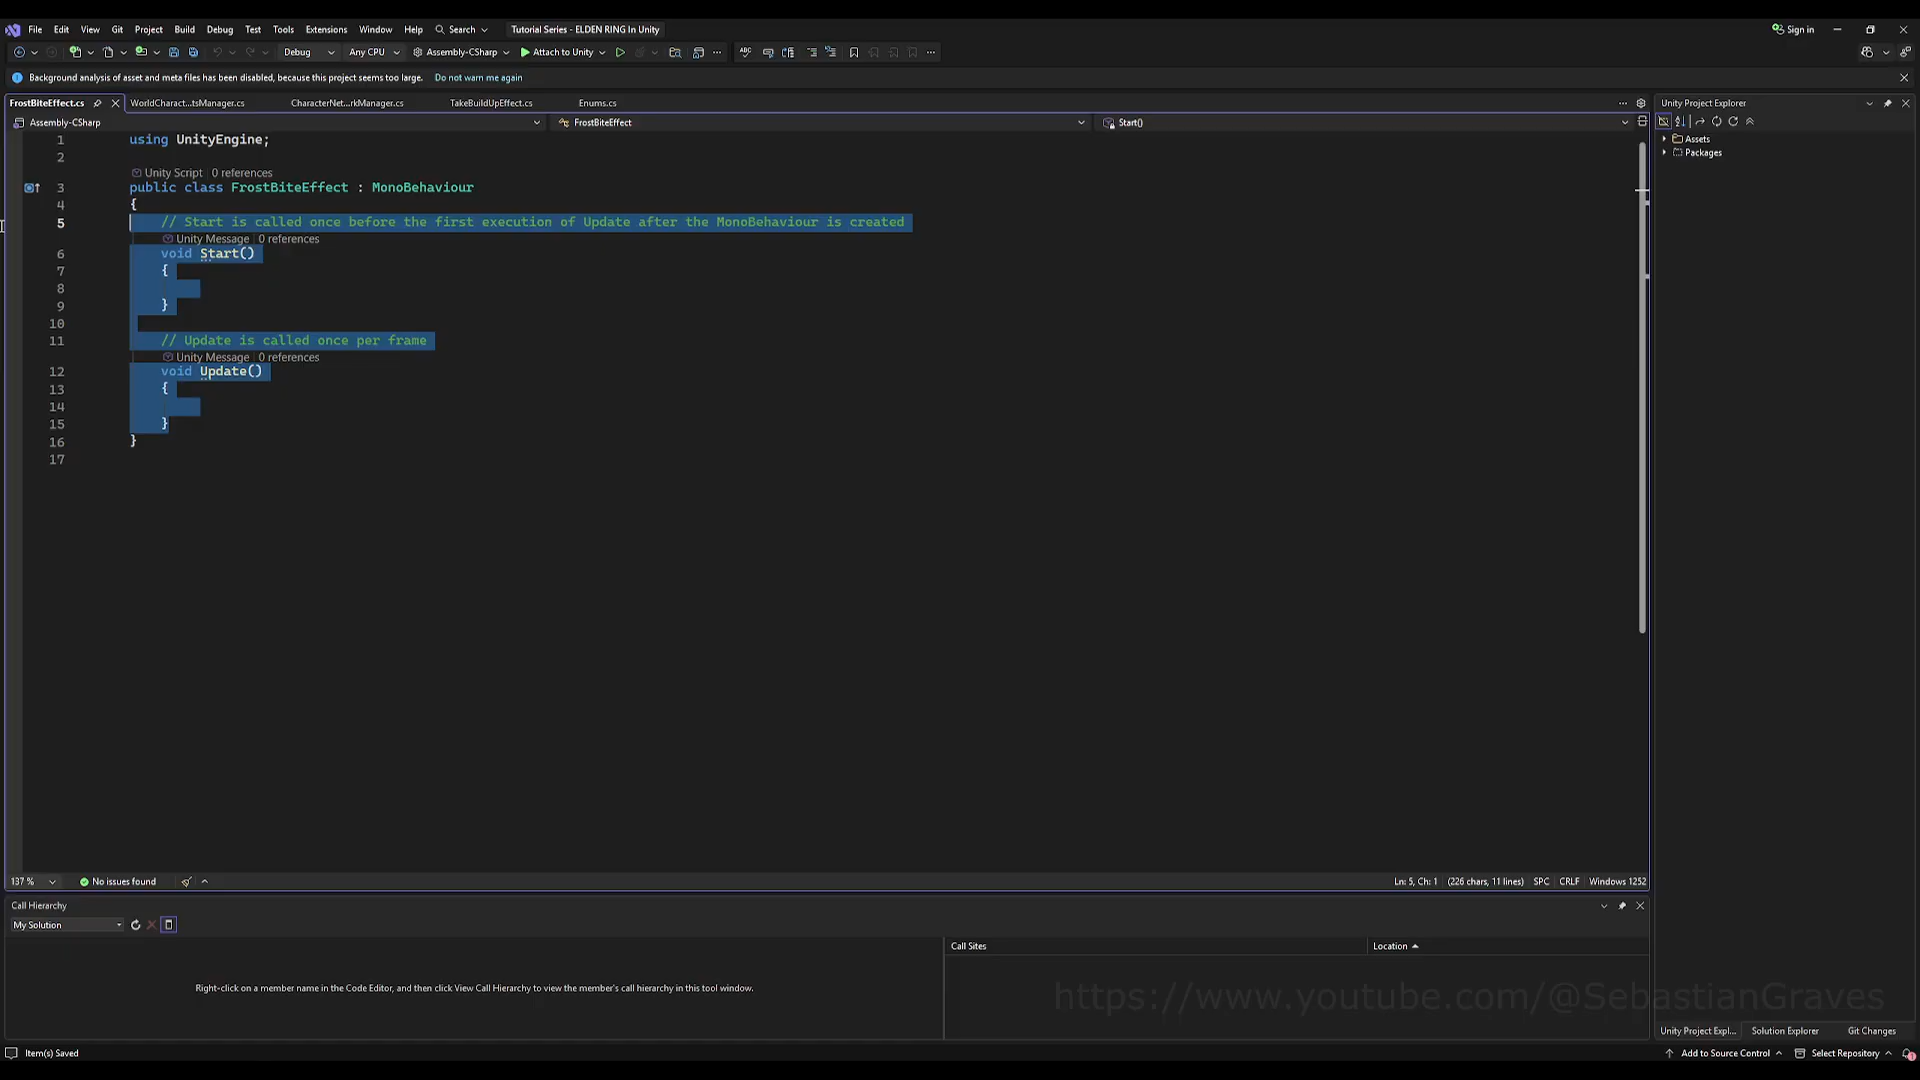 File Edit View Git Project Build Debug Test Tools Extensions Window Help Search Tutorial Series - ELDEN RING In Unity Sign in
Debug Any CPU Assembly-CSharp Attach to Unity
Background analysis of asset and meta files has been disabled, because this project seems too large. Do not warn me again
FrostBiteEffect.cs WorldCharact...tsManager.cs CharacterNet...rkManager.cs TakeBuildUpEffect.cs Enums.cs
Unity Project Explorer
Assembly-CSharp FrostBiteEffect Start()
Assets
Packages
1 using UnityEngine;
2
Unity Script | 0 references
3 public class FrostBiteEffect : MonoBehaviour
4 {
5 // Start is called once before the first execution of Update after the MonoBehaviour is created
Unity Message | 0 references
6 void Start()
7 {
8
9 }
10
11 // Update is called once per frame
Unity Message | 0 references
12 void Update()
13 {
14
15 }
16 }
17
137 % No issues found Ln: 5, Ch: 1 (226 chars, 11 lines) SPC CRLF Windows 1252
Call Hierarchy
My Solution
Call Sites Location
Right-click on a member name in the Code Editor, and then click View Call Hierarchy to view the member's call hierarchy in this tool window.
https://www.youtube.com/@SebastianGraves
Unity Project Expl... Solution Explorer Git Changes
Item(s) Saved Add to Source Control Select Repository